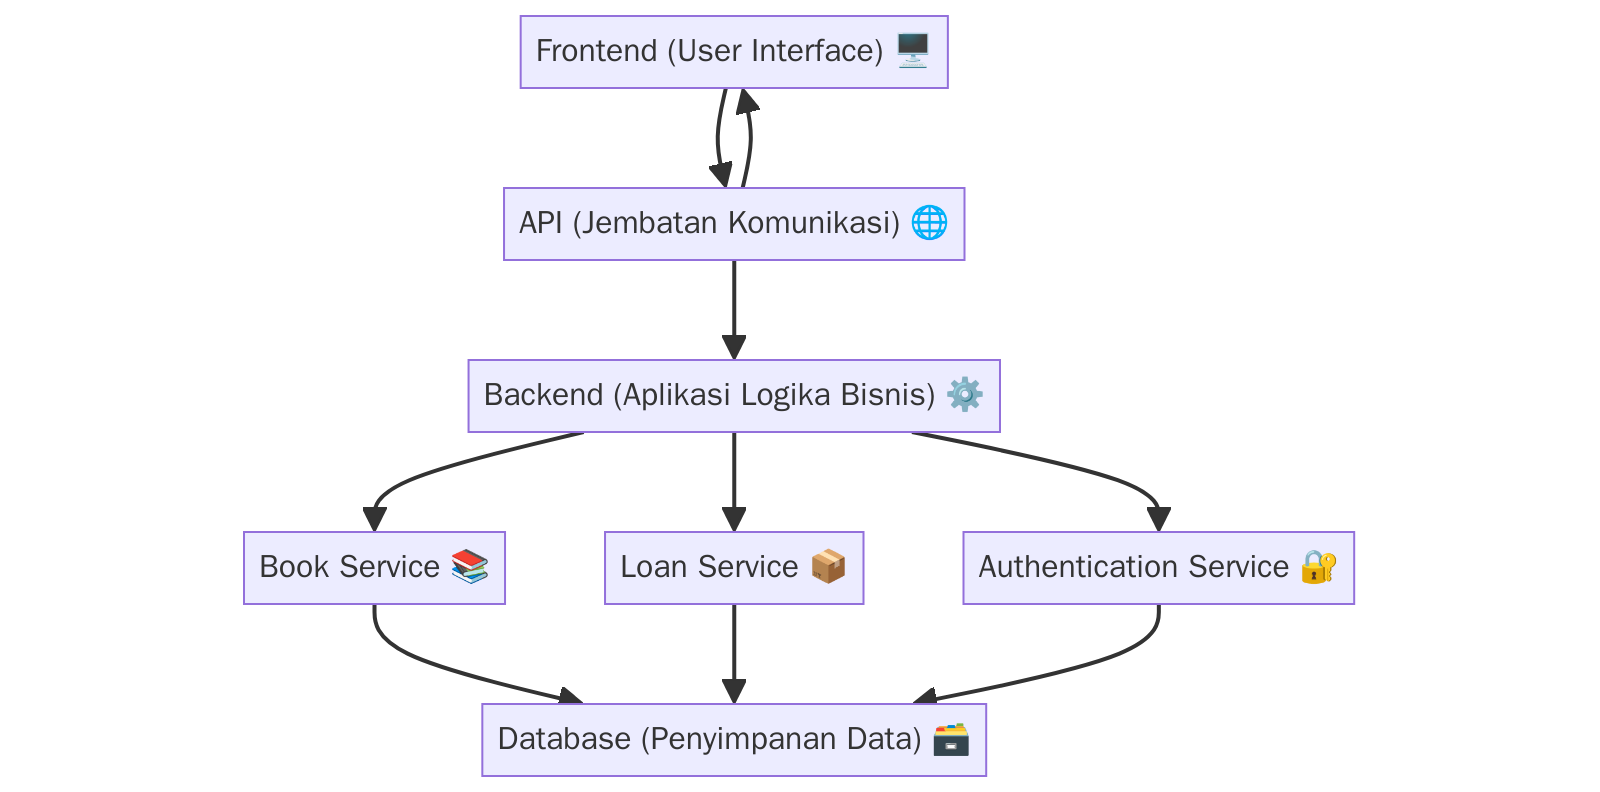 Frontend (User Interface) 🖥️
API (Jembatan Komunikasi) 🌐
Backend (Aplikasi Logika Bisnis) ⚙️
Book Service 📚
Loan Service 📦
Authentication Service 🔐
Database (Penyimpanan Data) 🗃️